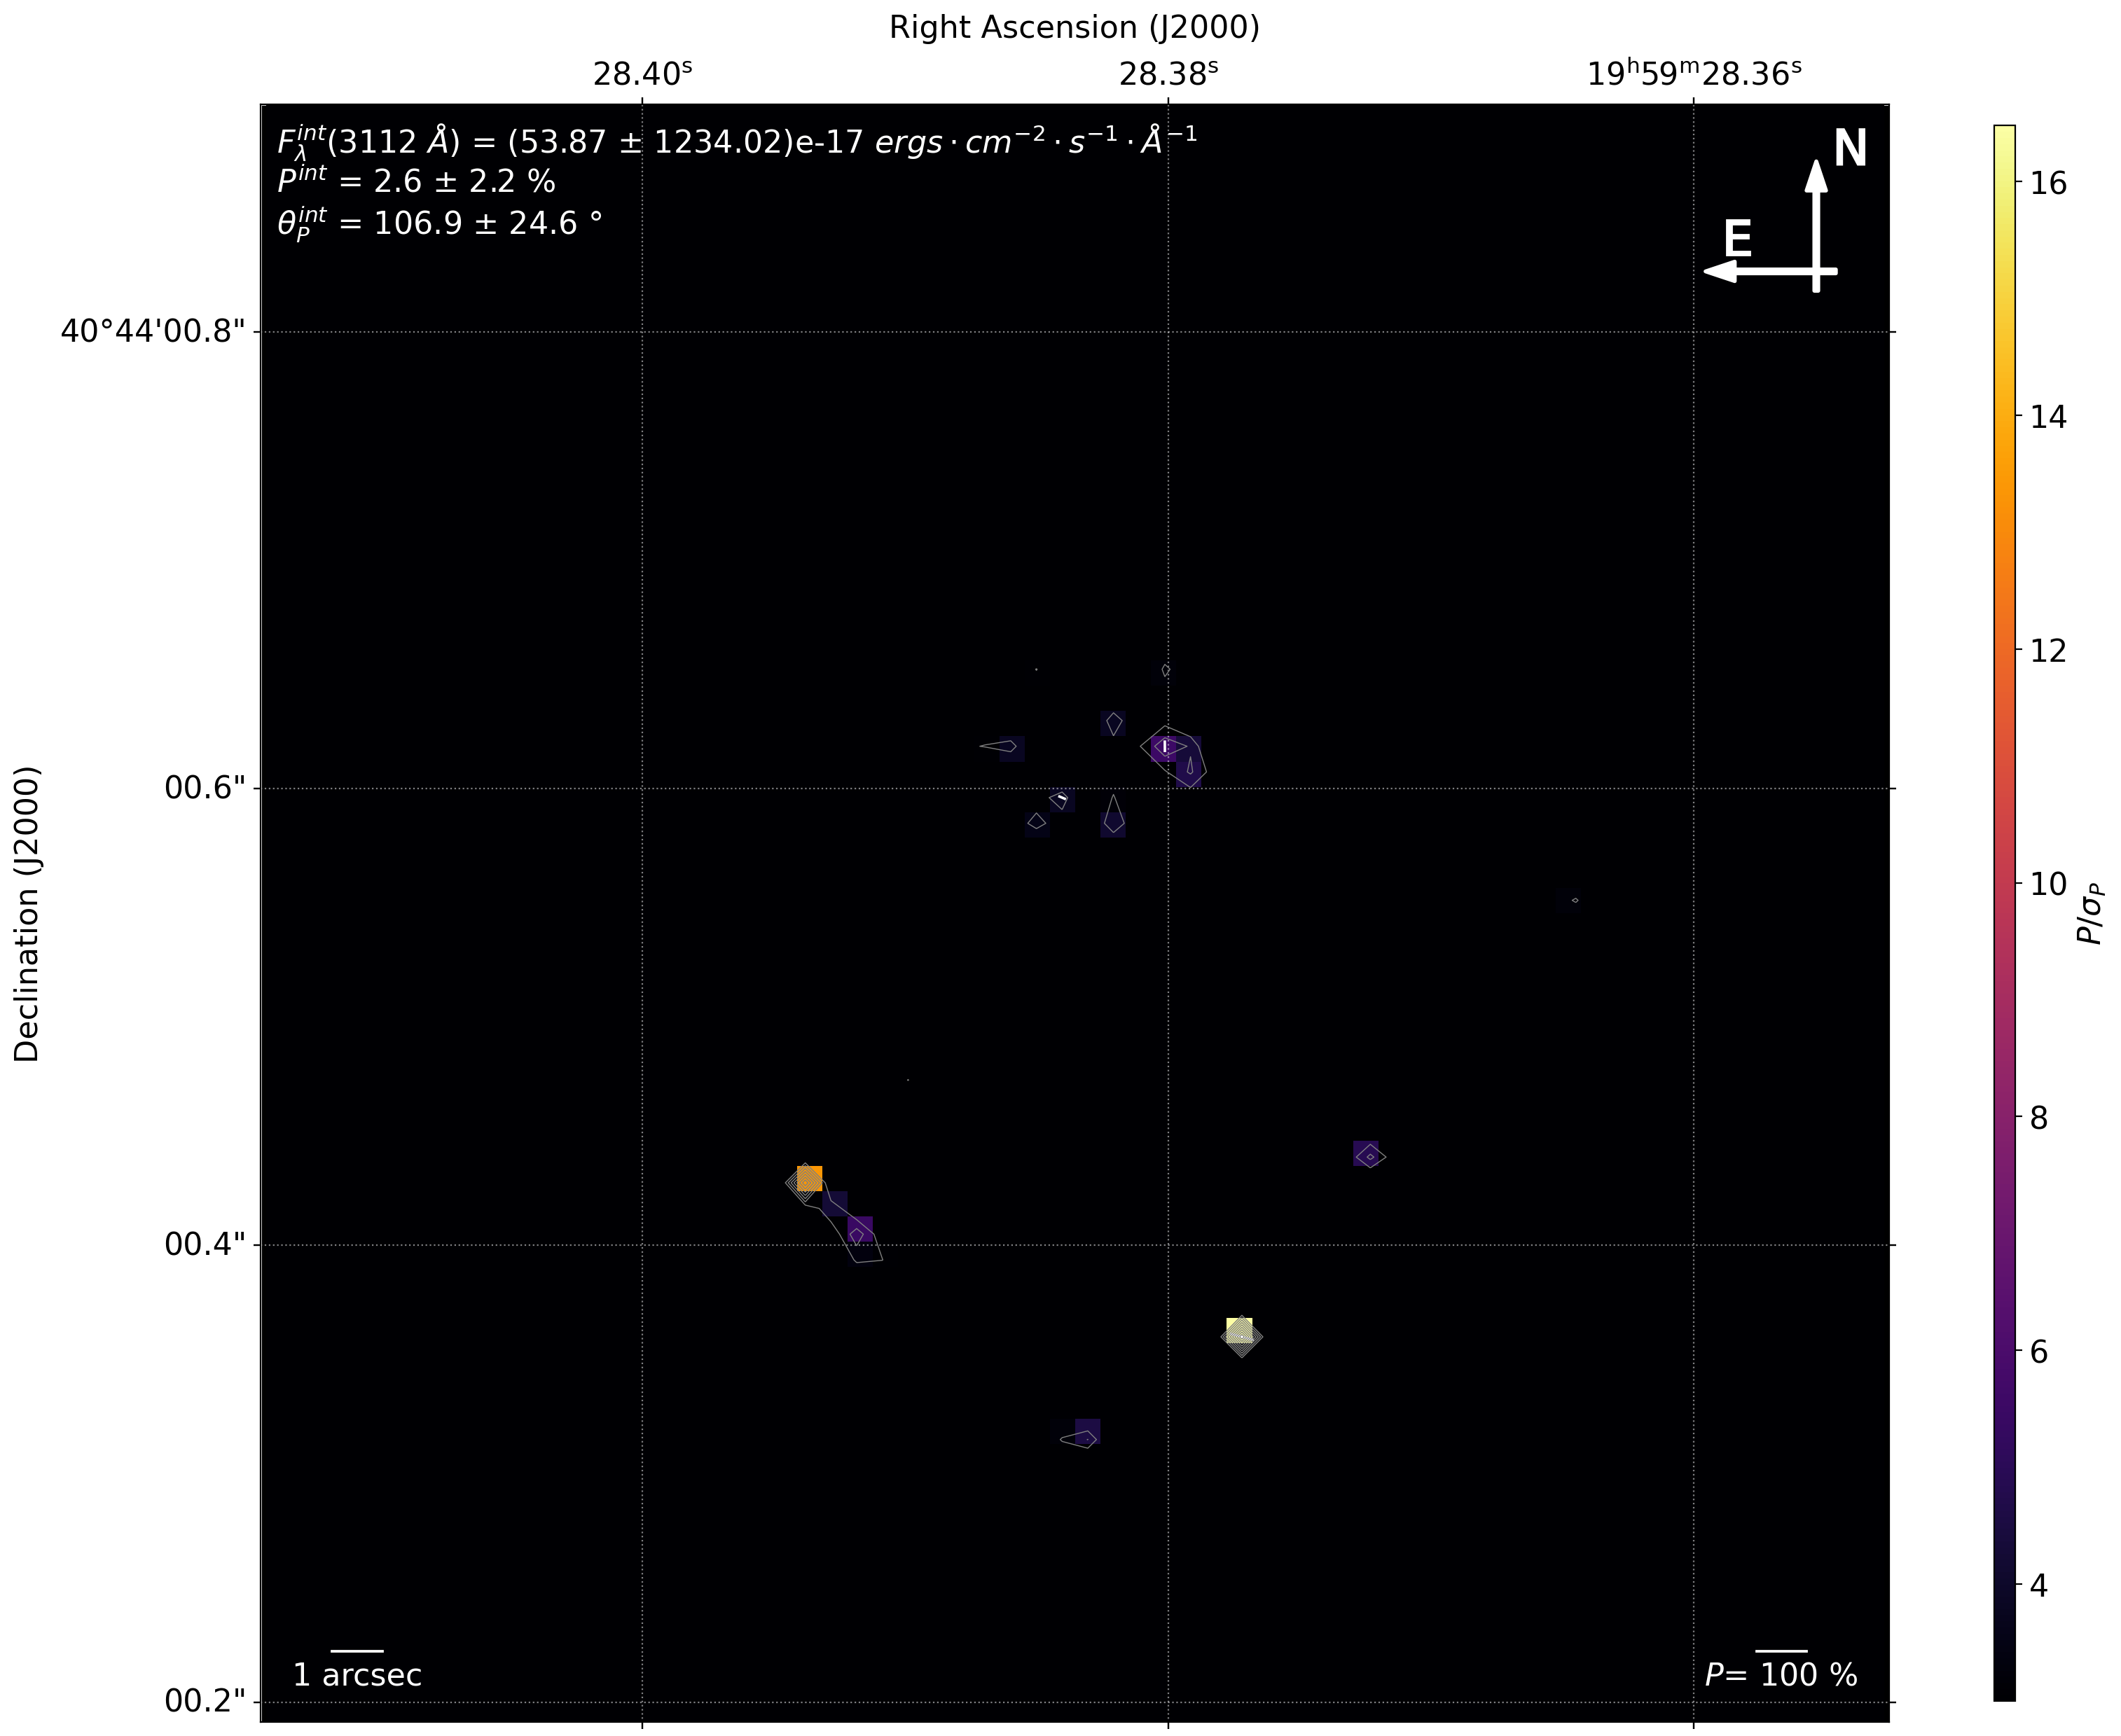 Right Ascension (J2000)
28.40ˢ 28.38ˢ 19ʰ59ᵐ28.36ˢ
F_λ^int(3112 Å) = (53.87 ± 1234.02)e-17 ergs · cm⁻² · s⁻¹ · Å⁻¹
P^int = 2.6 ± 2.2 %
θ_P^int = 106.9 ± 24.6 °
N
E
40°44'00.8"
00.6"
00.4"
00.2"
Declination (J2000)
1 arcsec
P= 100 %
16
14
12
10
8
6
4
P/σ_P